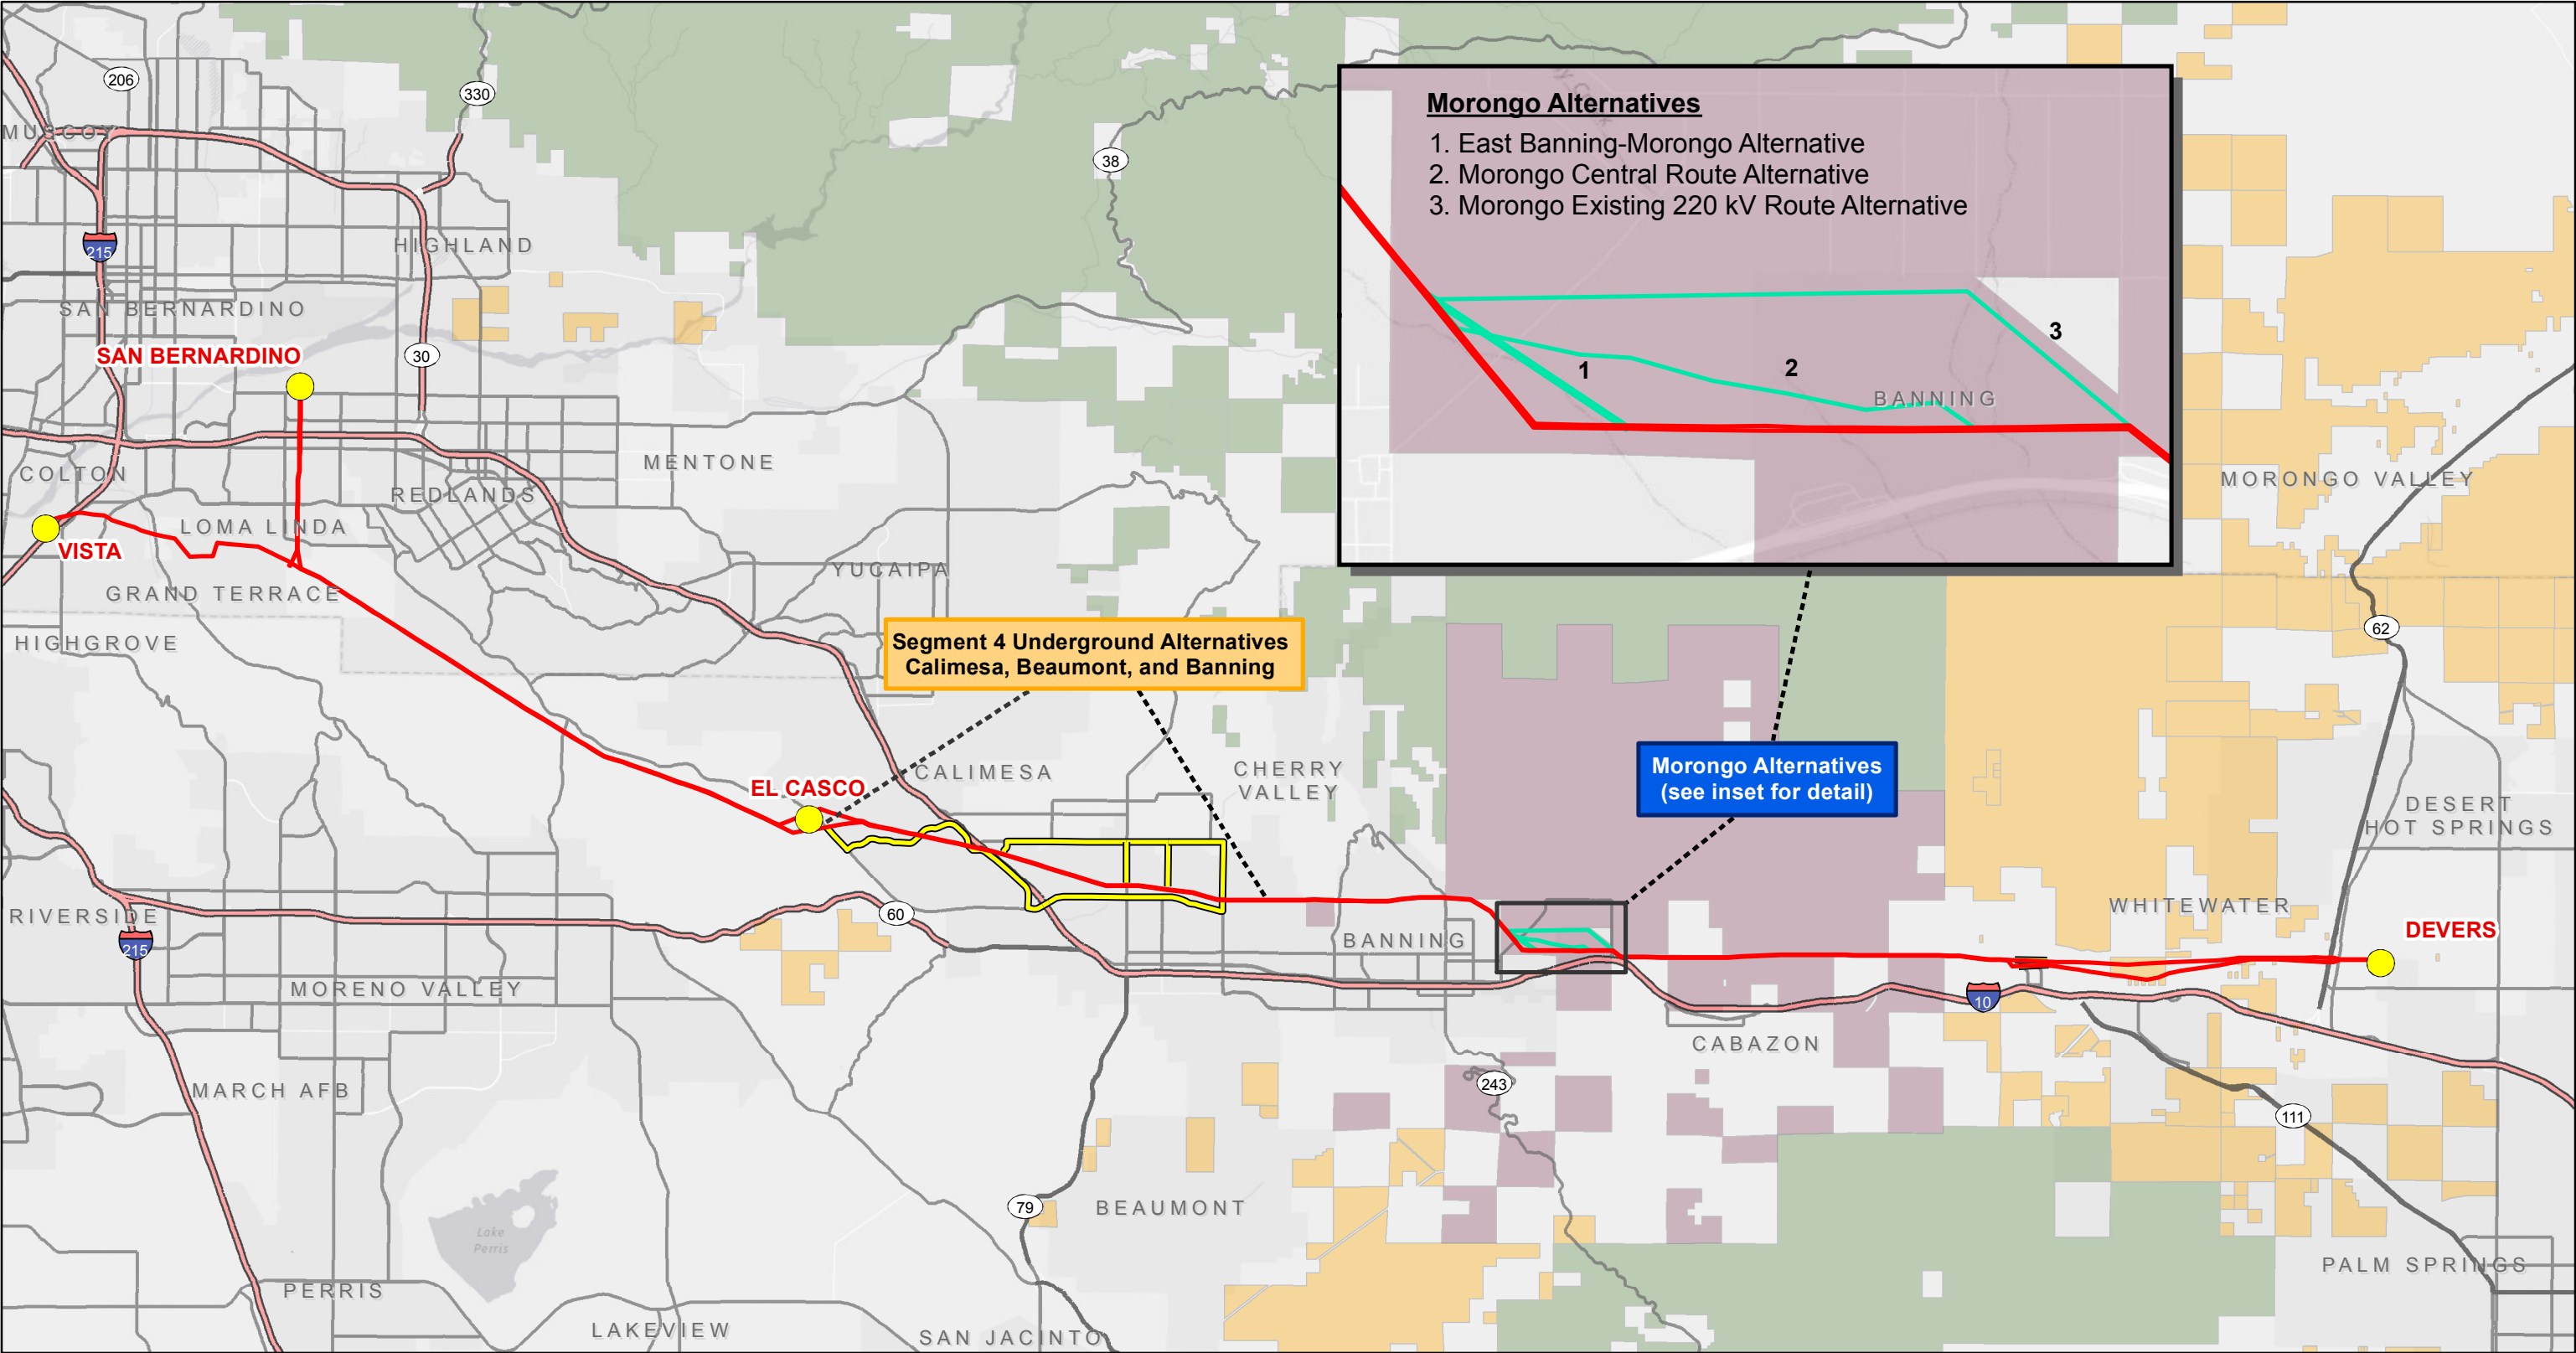 206
330
MUSCOY
38
Morongo Alternatives
1. East Banning-Morongo Alternative
2. Morongo Central Route Alternative
3. Morongo Existing 220 kV Route Alternative
215
HIGHLAND
SAN BERNARDINO
SAN BERNARDINO
30
3
1
2
BANNING
COLTON
MENTONE
REDLANDS
MORONGO VALLEY
LOMA LINDA
VISTA
YUCAIPA
GRAND TERRACE
HIGHGROVE
62
Segment 4 Underground Alternatives
Calimesa, Beaumont, and Banning
EL CASCO
CALIMESA
CHERRY
VALLEY
Morongo Alternatives
(see inset for detail)
DESERT
HOT SPRINGS
RIVERSIDE
60
215
BANNING
WHITEWATER
DEVERS
MORENO VALLEY
10
CABAZON
MARCH AFB
243
111
79
BEAUMONT
Lake
Perris
PALM SPRINGS
PERRIS
LAKEVIEW
SAN JACINTO